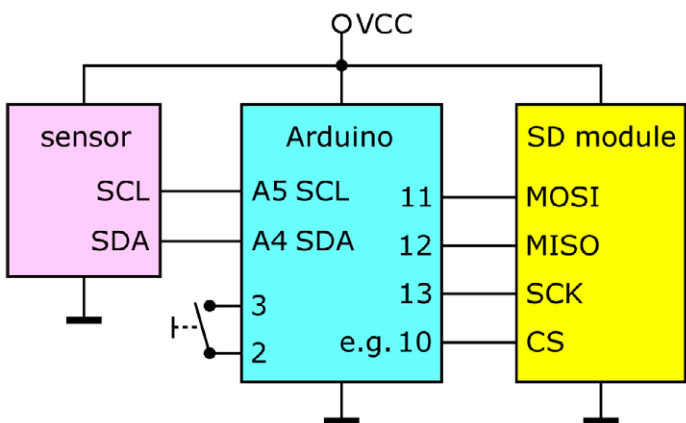 VCC
sensor
SCL
SDA
Arduino
A5 SCL
A4 SDA
3
2
11
12
13
e.g. 10
SD module
MOSI
MISO
SCK
CS